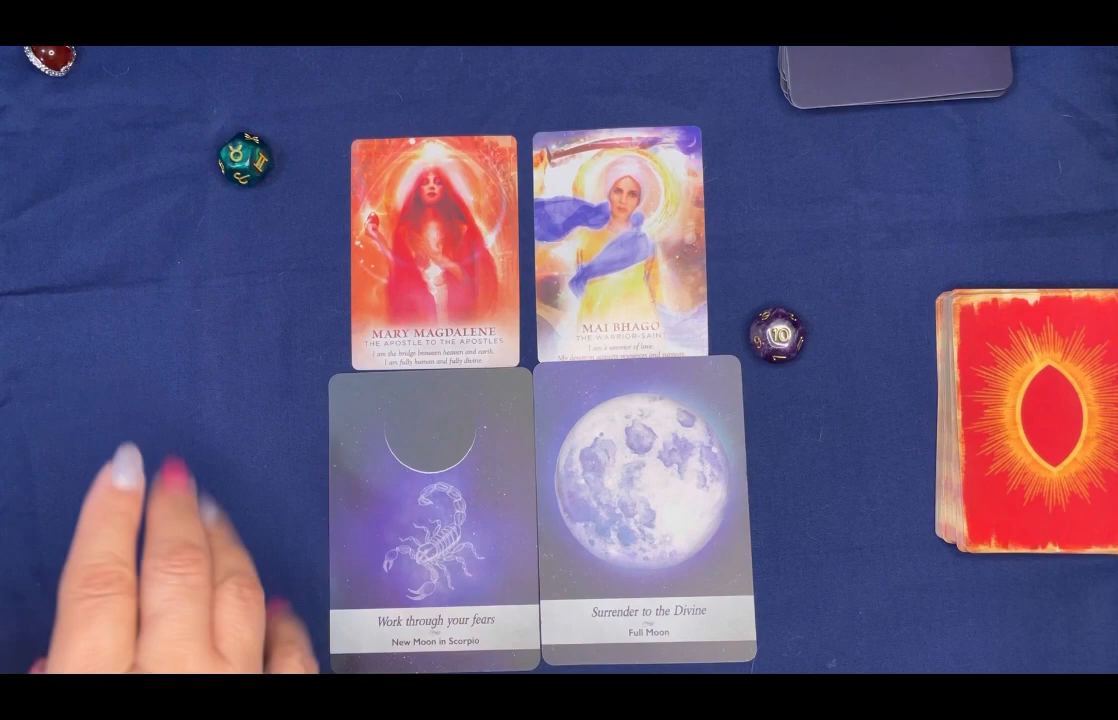 MARY MAGDALENE
THE APOSTLE TO THE APOSTLES
I am the bridge between heaven and earth.
I am fully human and fully divine.
MAI BHAGO
THE WARRIOR-SAINT
I am a warrior of love.
My devotion
Work through your fears
New Moon in Scorpio
Surrender to the Divine
Full Moon
10